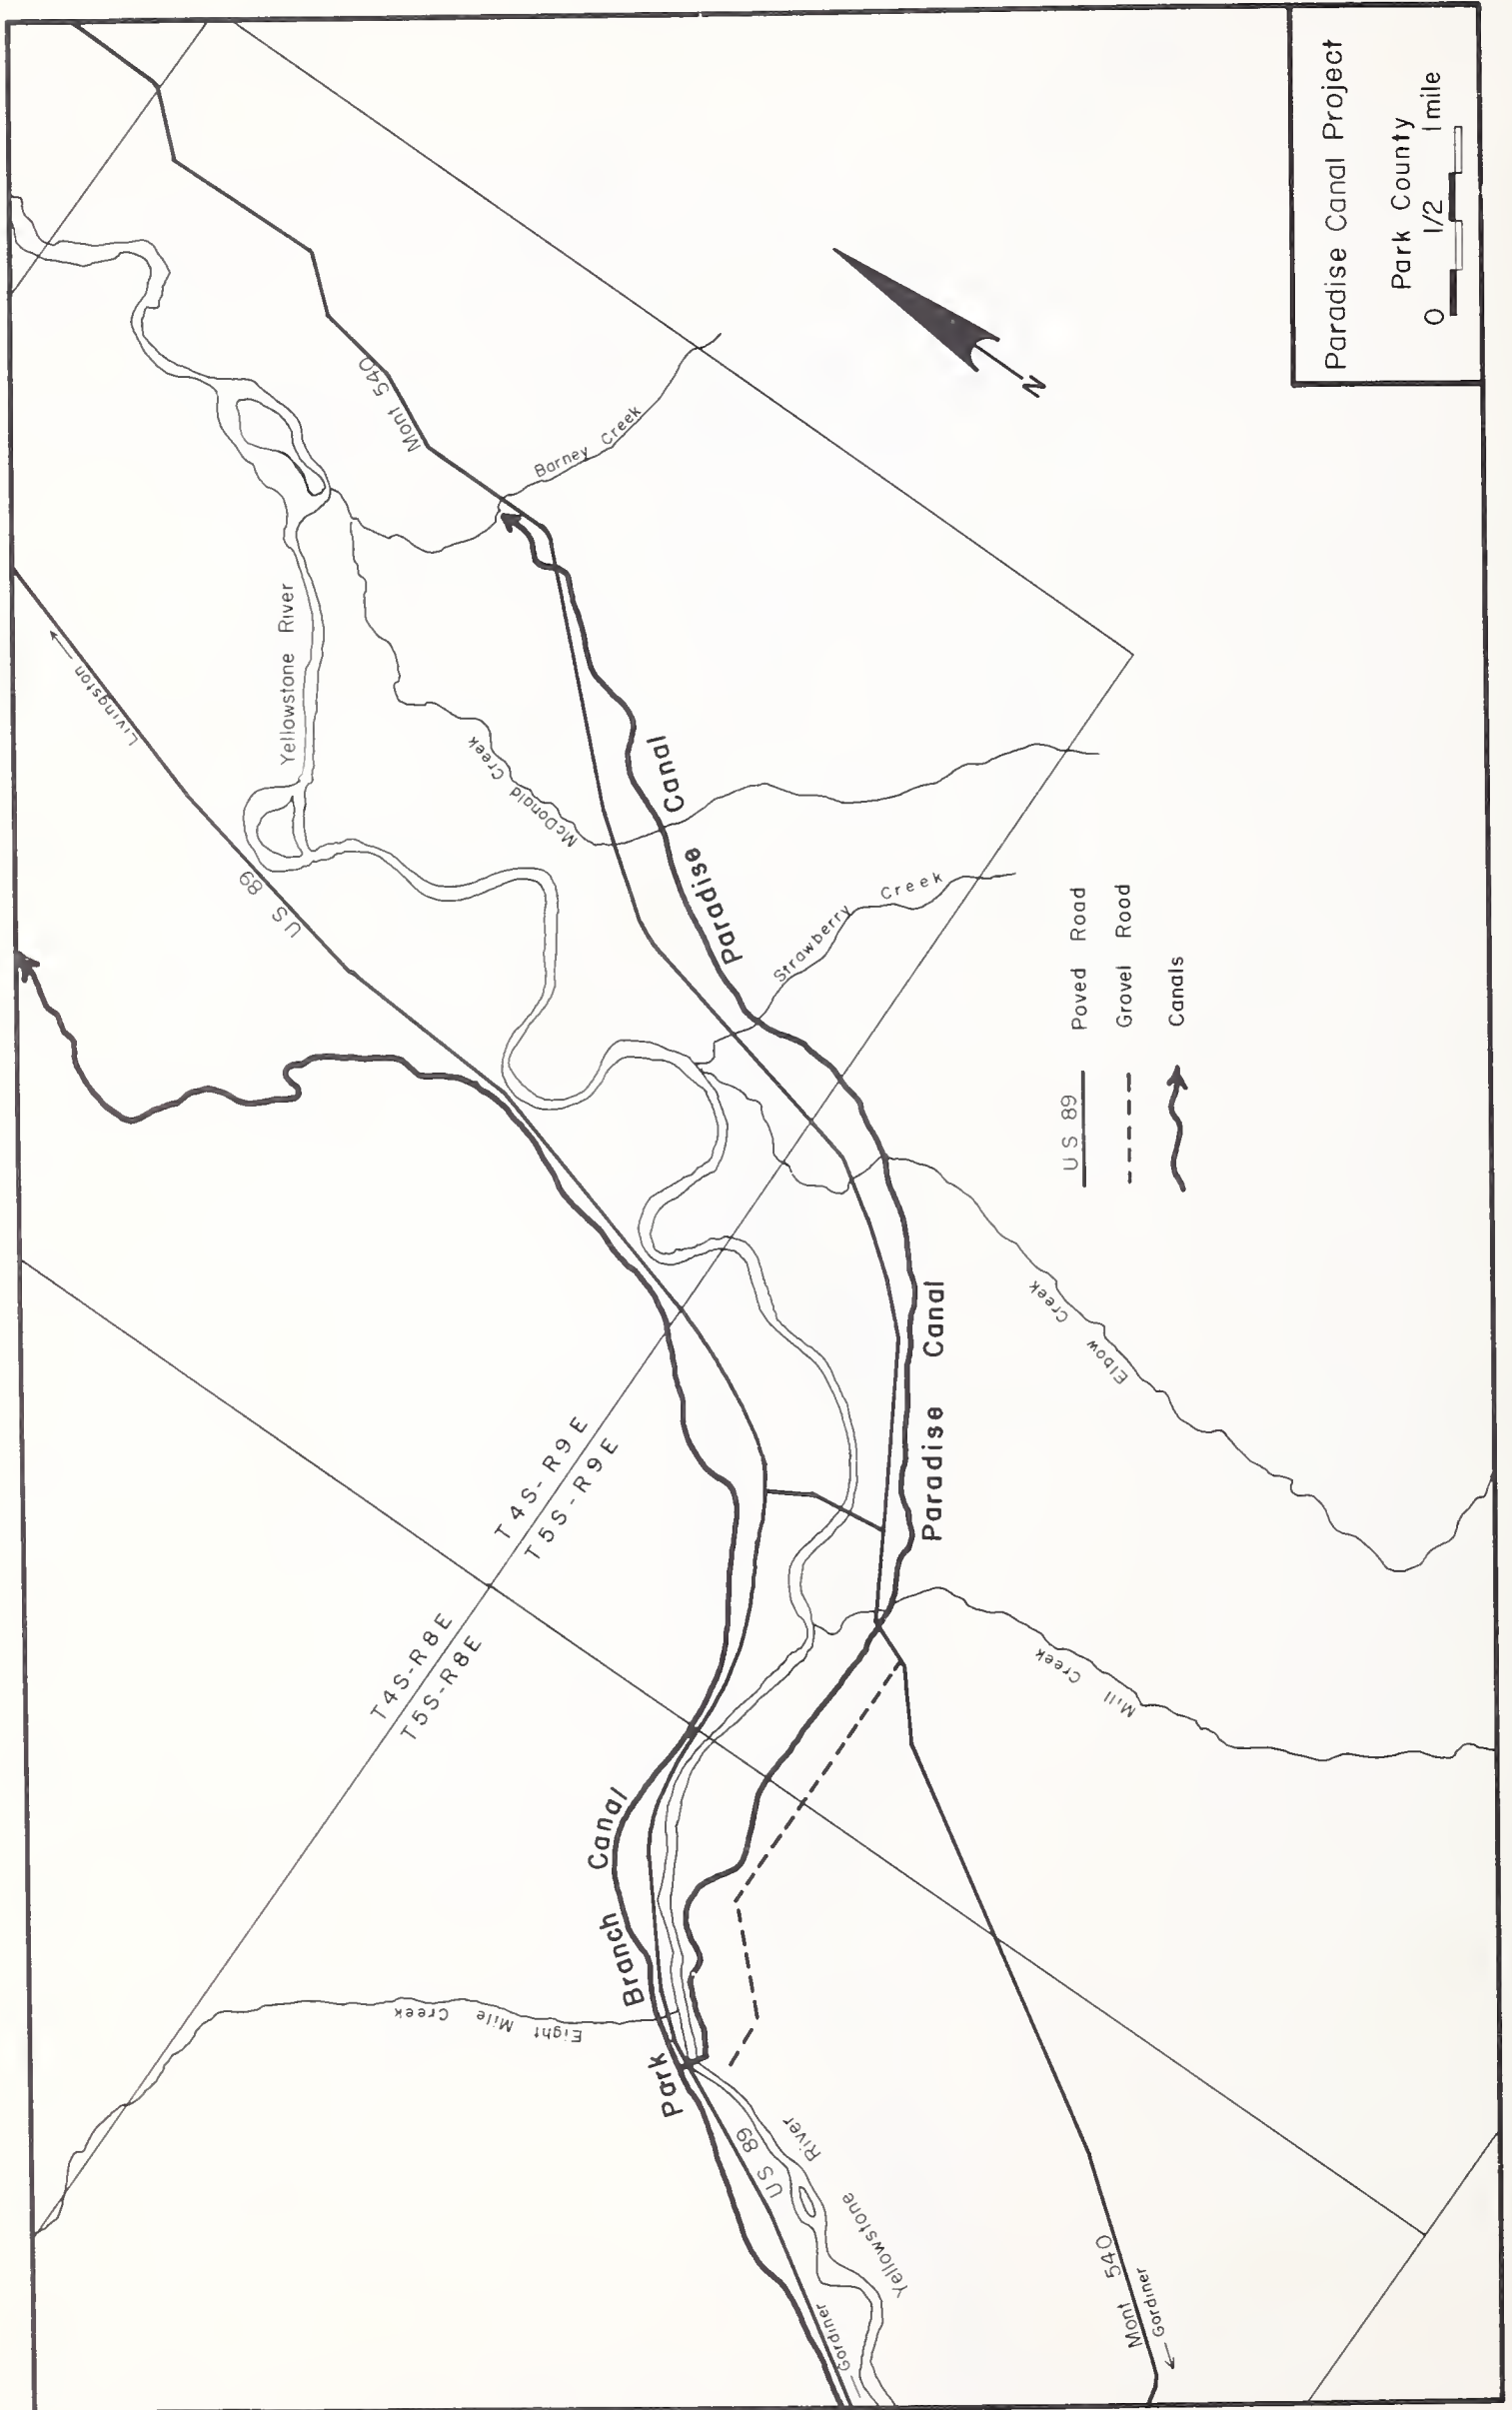 Paradise Canal Project
Park County
0 1/2 1 mile
N
Mont 540
Barney Creek
Yellowstone River
Livingston
US 89
McDonald Creek
Paradise Canal
Strawberry Creek
US 89 Paved Road
Gravel Road
Canals
Elbow Creek
Paradise Canal
T4S-R9E
T5S-R9E
T4S-R8E
T5S-R8E
Mill Creek
Park Branch Canal
Eight Mile Creek
US 89
Yellowstone River
Gardiner
Mont 540
Gardiner